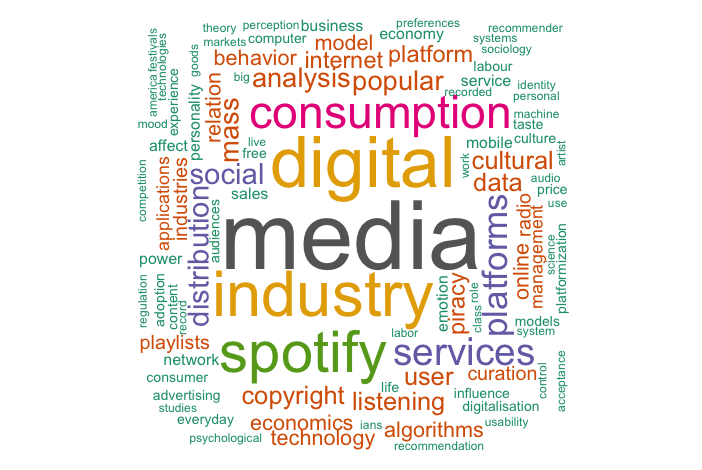 theory
perception
business
preferences
recommender
markets
computer
model
economy
systems
sociology
america
festivals
technologies
goods
behavior
internet
platform
labour
big
analysis
popular
service
identity
recorded
personal
experience
personality
relation
mass
consumption
machine
taste
mood
affect
live
free
digital
mobile
culture
work
cultural
artist
competition
applications
industries
social
data
audio
price
sales
use
distribution
audiences
media
platforms
online radio
management
science
platformization
power
regulation
adoption
content
record
industry
emotion
piracy
role
class
models
system
labor
playlists
spotify
services
network
consumer
user
curation
control
acceptance
life
advertising
copyright
listening
influence
studies
digitalisation
everyday
economics
ians
usability
psychological
technology
algorithms
recommendation